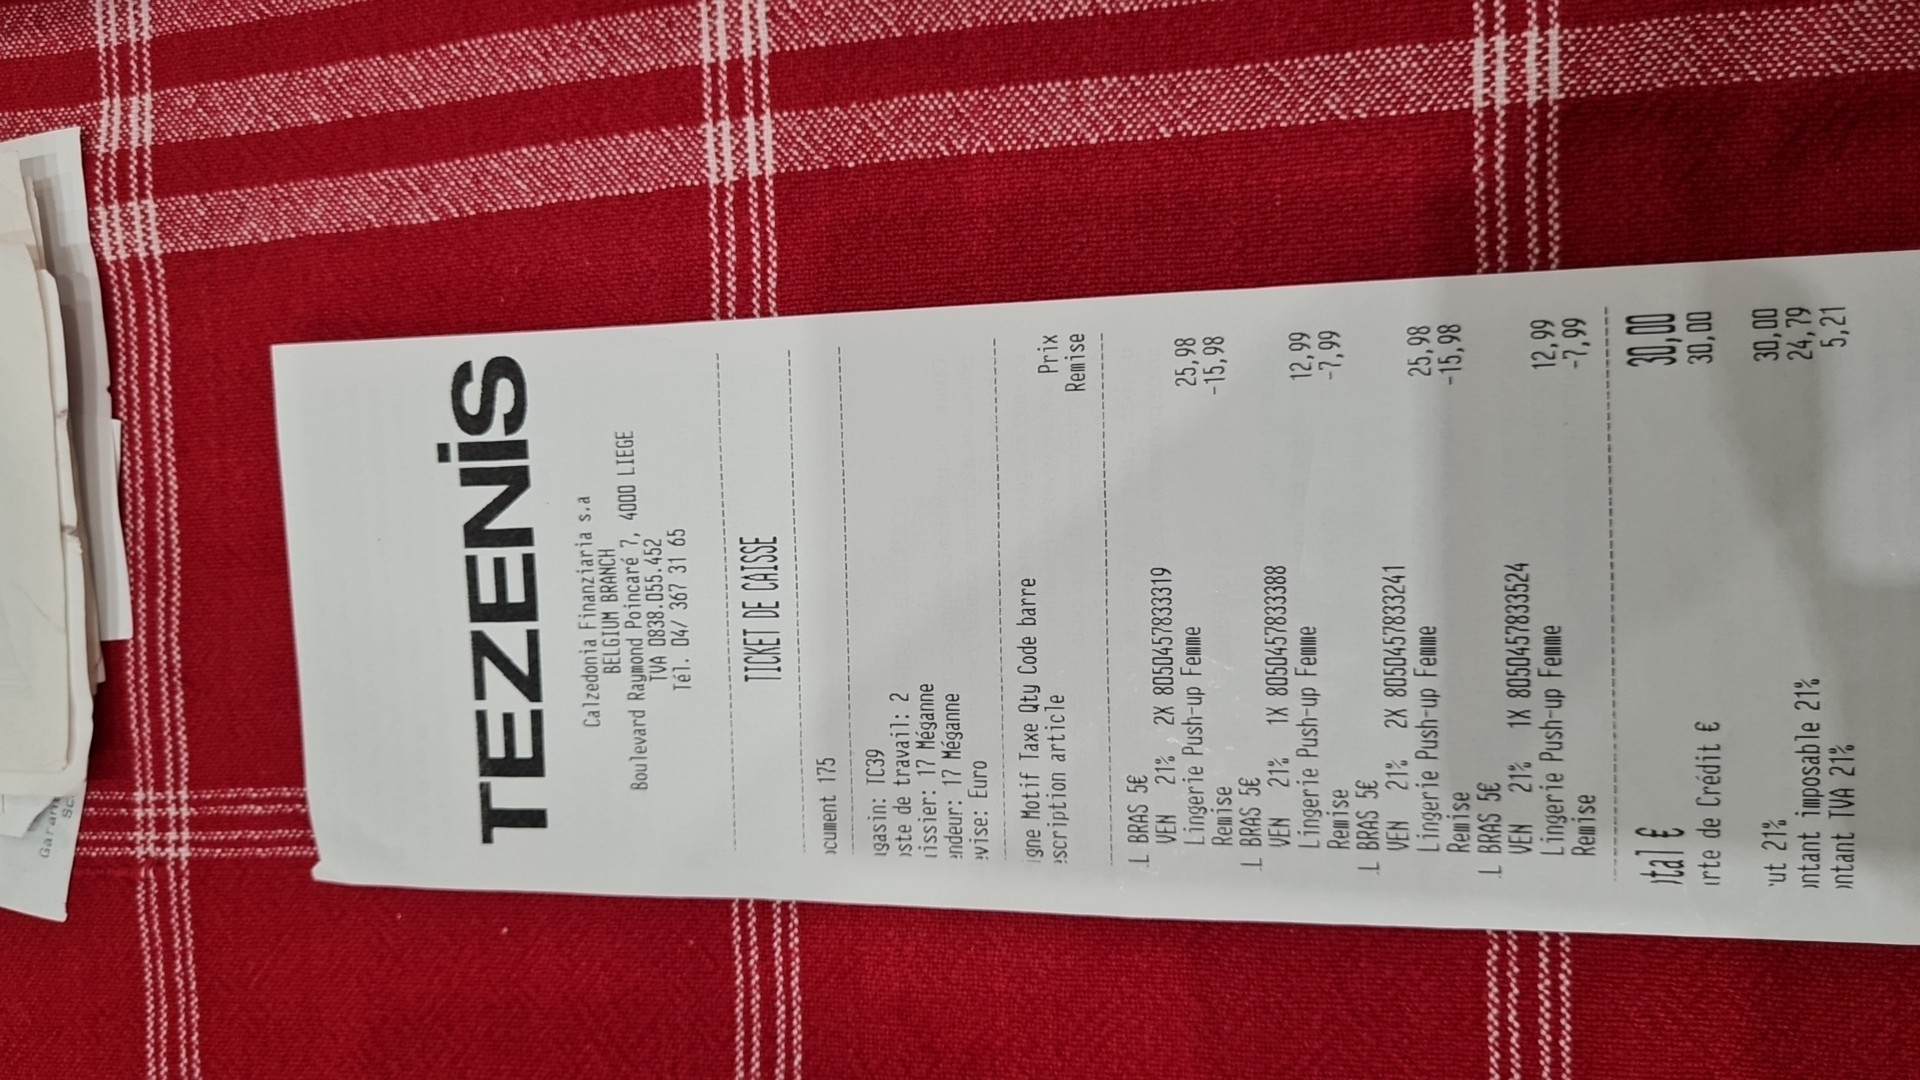 TEZENIS
Calzedonia Finanziaria s.a
BELGIUM BRANCH
Boulevard Raymond Poincaré 7, 4000 LIEGE
TVA 0838.055.452
Tél. 04/ 367 31 65
TICKET DE CAISSE
ocument 175
agasin: TC39
oste de travail: 2
issier: 17 Méganne
endeur: 17 Méganne
evise: Euro
igne Motif Taxe Qty Code barre Prix
escription article Remise
L BRAS 5€
VEN 21% 2X 8050457833319 25,98
Lingerie Push-up Femme -15,98
Remise
L BRAS 5€
VEN 21% 1X 8050457833388 12,99
Lingerie Push-up Femme -7,99
Remise
L BRAS 5€
VEN 21% 2X 8050457833241 25,98
Lingerie Push-up Femme -15,98
Remise
L BRAS 5€
VEN 21% 1X 8050457833524 12,99
Lingerie Push-up Femme -7,99
Remise
otal € 30,00
arte de Crédit € 30,00
rut 21% 30,00
ontant imposable 21% 24,79
ontant TVA 21% 5,21
Garan